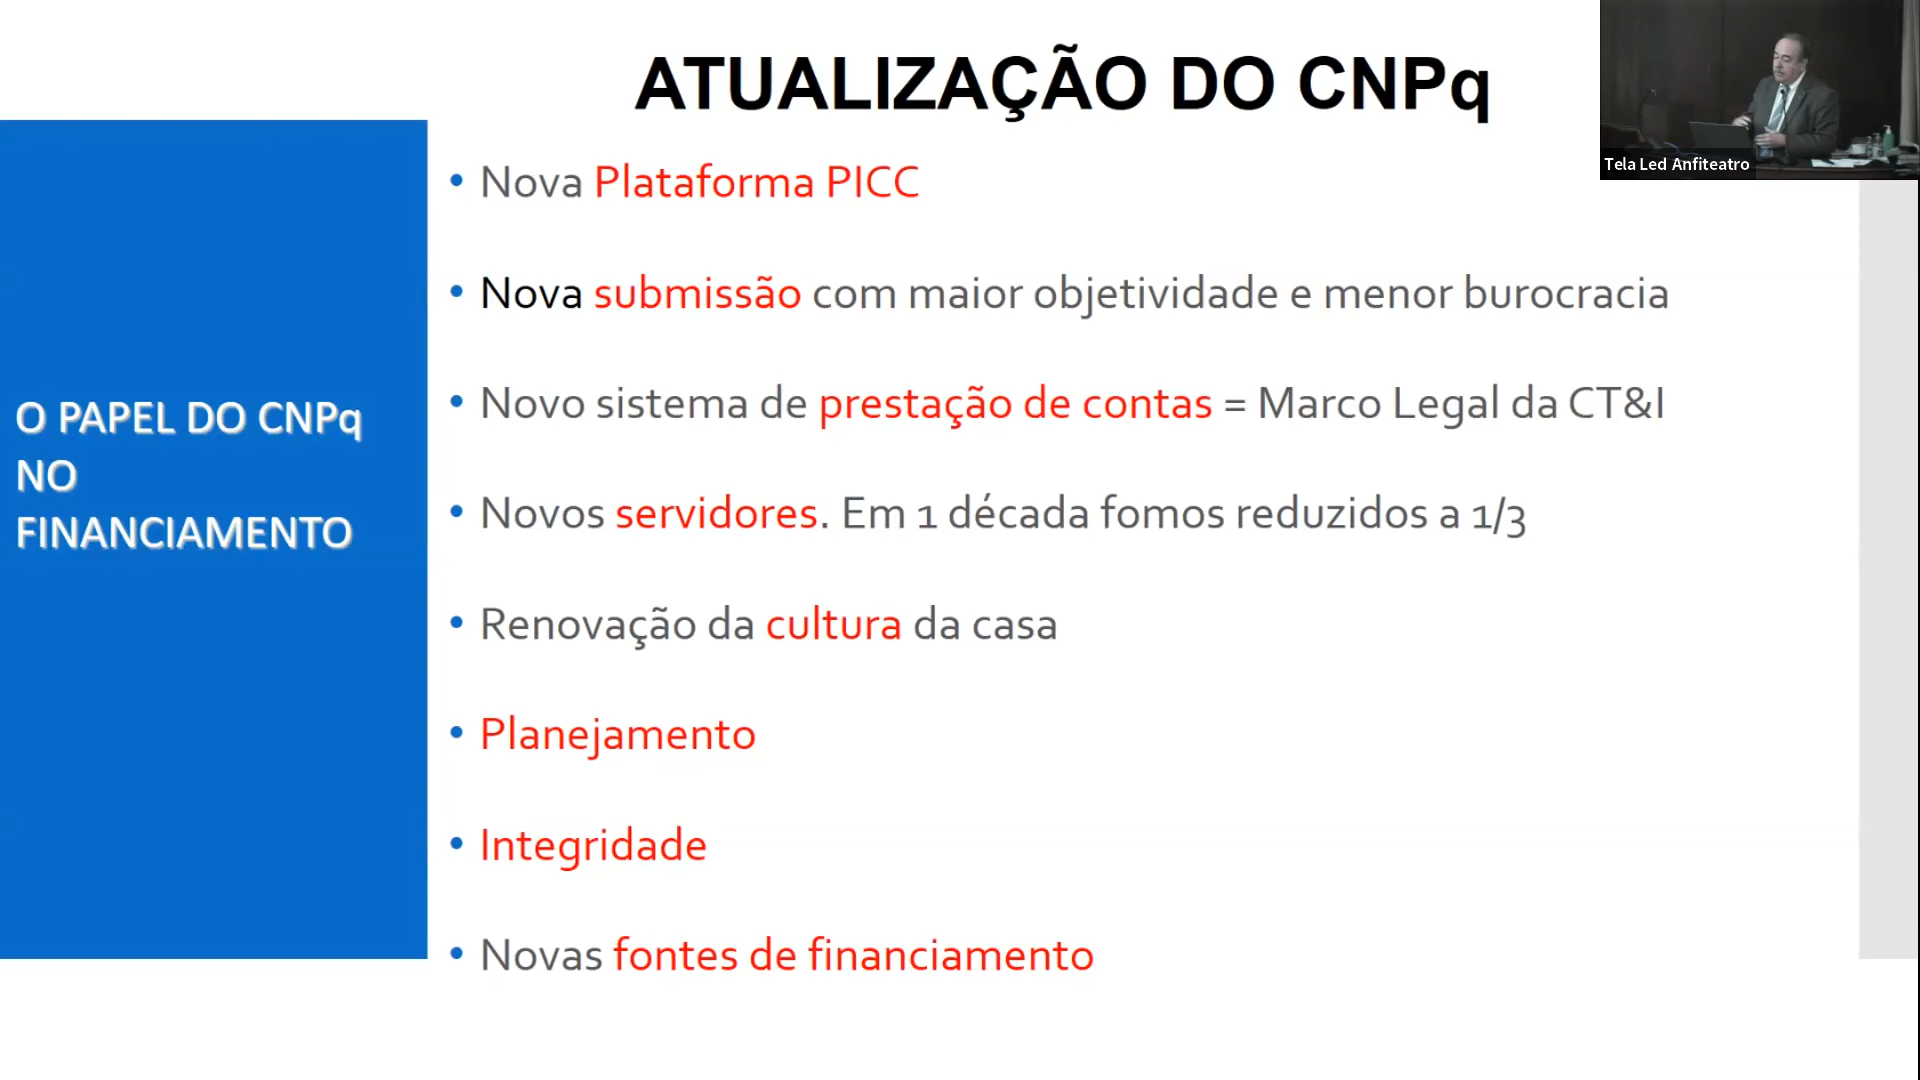 ATUALIZAÇÃO DO CNPq
Tela Led Anfiteatro
O PAPEL DO CNPq
NO
FINANCIAMENTO
• Nova Plataforma PICC
• Nova submissão com maior objetividade e menor burocracia
• Novo sistema de prestação de contas = Marco Legal da CT&I
• Novos servidores. Em 1 década fomos reduzidos a 1/3
• Renovação da cultura da casa
• Planejamento
• Integridade
• Novas fontes de financiamento